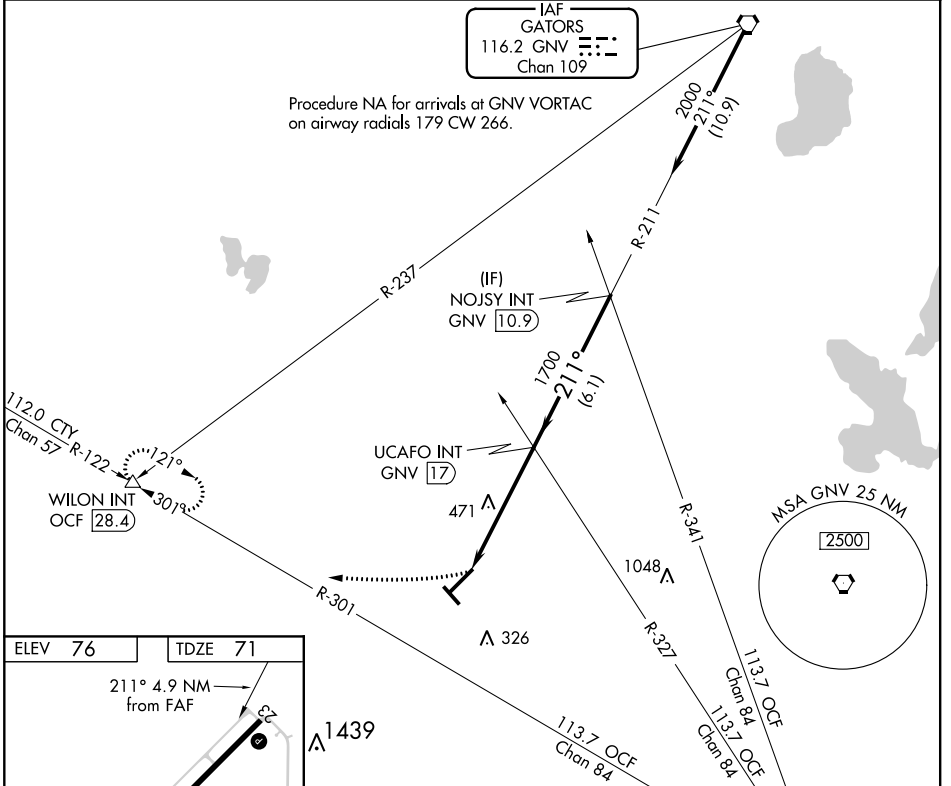 IAF
GATORS
116.2 GNV
Chan 109
Procedure NA for arrivals at GNV VORTAC
on airway radials 179 CW 266.
2000
211°
(10.9)
R-211
R-237
(IF)
NOJSY INT
GNV 10.9
1700
211°
(6.1)
112.0 CTY
Chan 57
R-122
121°
301°
WILON INT
OCF 28.4
UCAFO INT
GNV 17
471
R-341
MSA GNV 25 NM
2500
1048
R-301
326
R-327
ELEV 76
TDZE 71
211° 4.9 NM
from FAF
23
P
1439
113.7 OCF
Chan 84
113.7 OCF
Chan 84
113.7 OCF
Chan 84